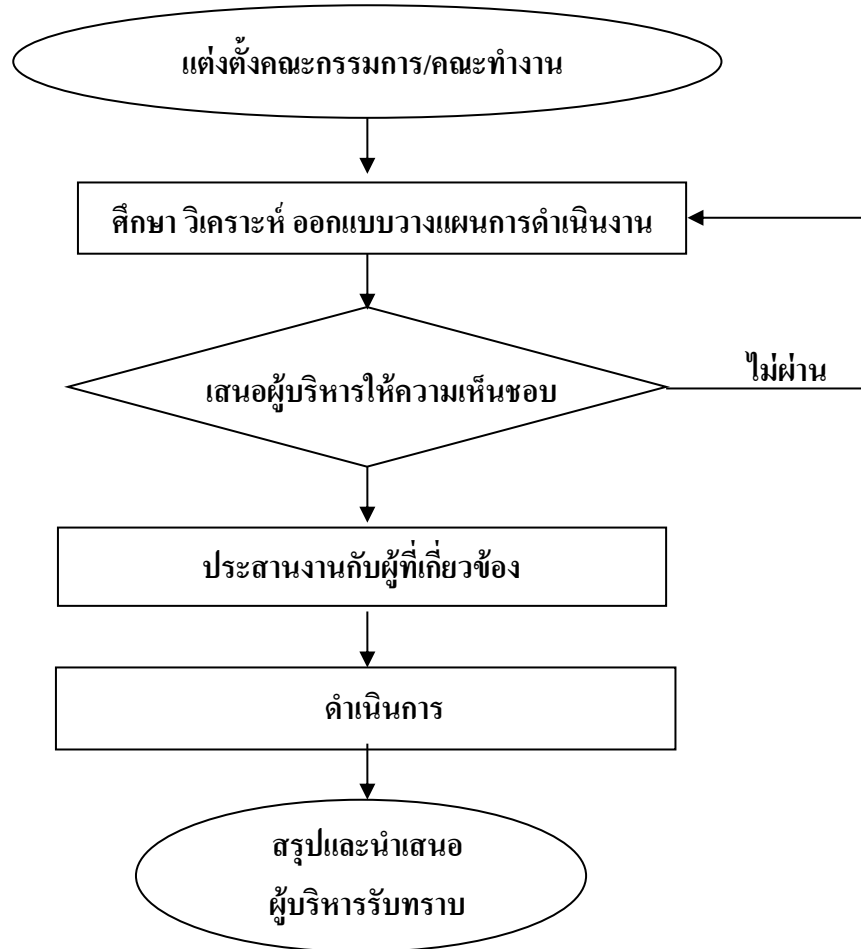 แต่งตั้งคณะกรรมการ/คณะทำงาน
ศึกษา วิเคราะห์ ออกแบบวางแผนการดำเนินงาน
ไม่ผ่าน
เสนอผู้บริหารให้ความเห็นชอบ
ประสานงานกับผู้ที่เกี่ยวข้อง
ดำเนินการ
สรุปและนำเสนอ
ผู้บริหารรับทราบ